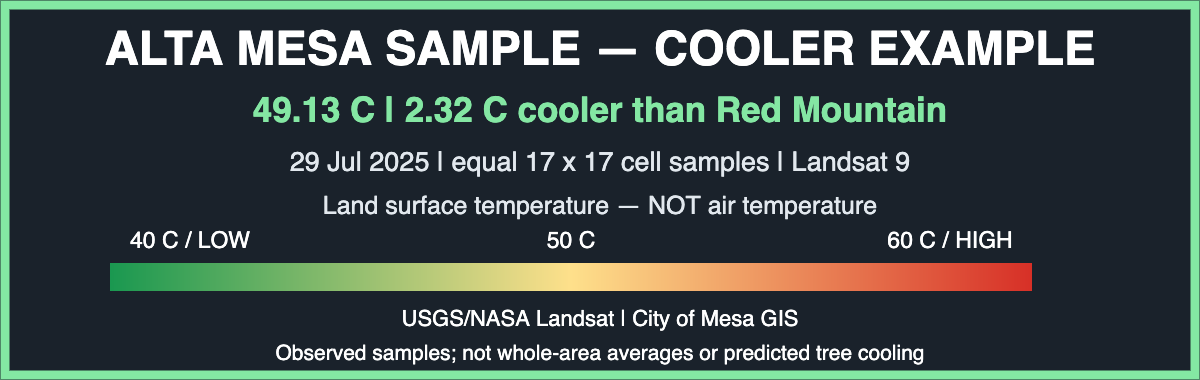 ALTA MESA SAMPLE — COOLER EXAMPLE
49.13 C | 2.32 C cooler than Red Mountain
29 Jul 2025 | equal 17 x 17 cell samples | Landsat 9
Land surface temperature — NOT air temperature
40 C / LOW 50 C 60 C / HIGH
USGS/NASA Landsat | City of Mesa GIS
Observed samples; not whole-area averages or predicted tree cooling